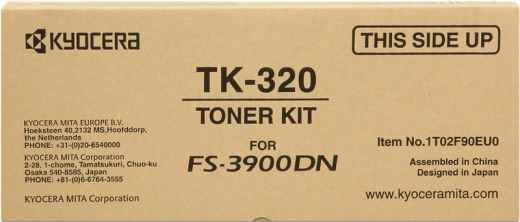 KYOCERA
THIS SIDE UP
TK-320
TONER KIT
FOR
FS-3900DN
KYOCERA MITA EUROPE B.V.
Hoeksteen 40,2132 MS,Hoofddorp,
the Netherlands
PHONE: +31-(0)20-6540000
KYOCERA MITA Corporation
2-28, 1-chome, Tamatsukuri, Chuo-ku
Osaka 540-8585, Japan
PHONE: +81-(0)6-6764-3555
KYOCERA MITA Corporation
Item No.1T02F90EU0
Assembled in China
Designed in Japan
www.kyoceramita.com